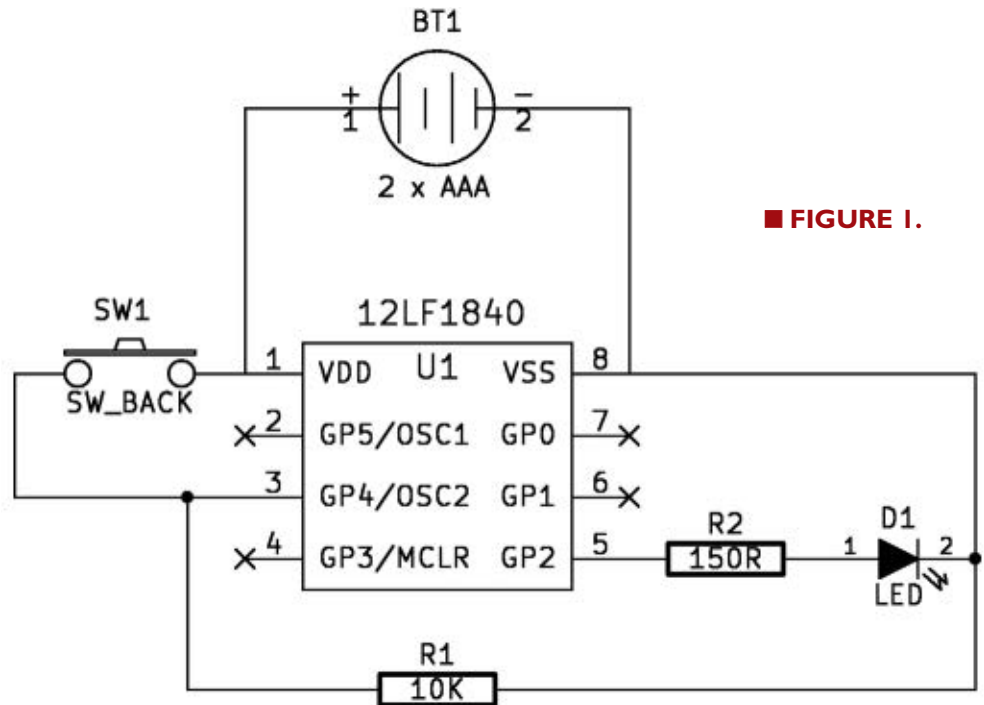 BT1
+ −
1 2
2 x AAA
■ FIGURE 1.
SW1
SW_BACK
12LF1840
U1
1 VDD VSS 8
2 GP5/OSC1 GP0 7
3 GP4/OSC2 GP1 6
4 GP3/MCLR GP2 5
R2
150R
D1
1 2
LED
R1
10K